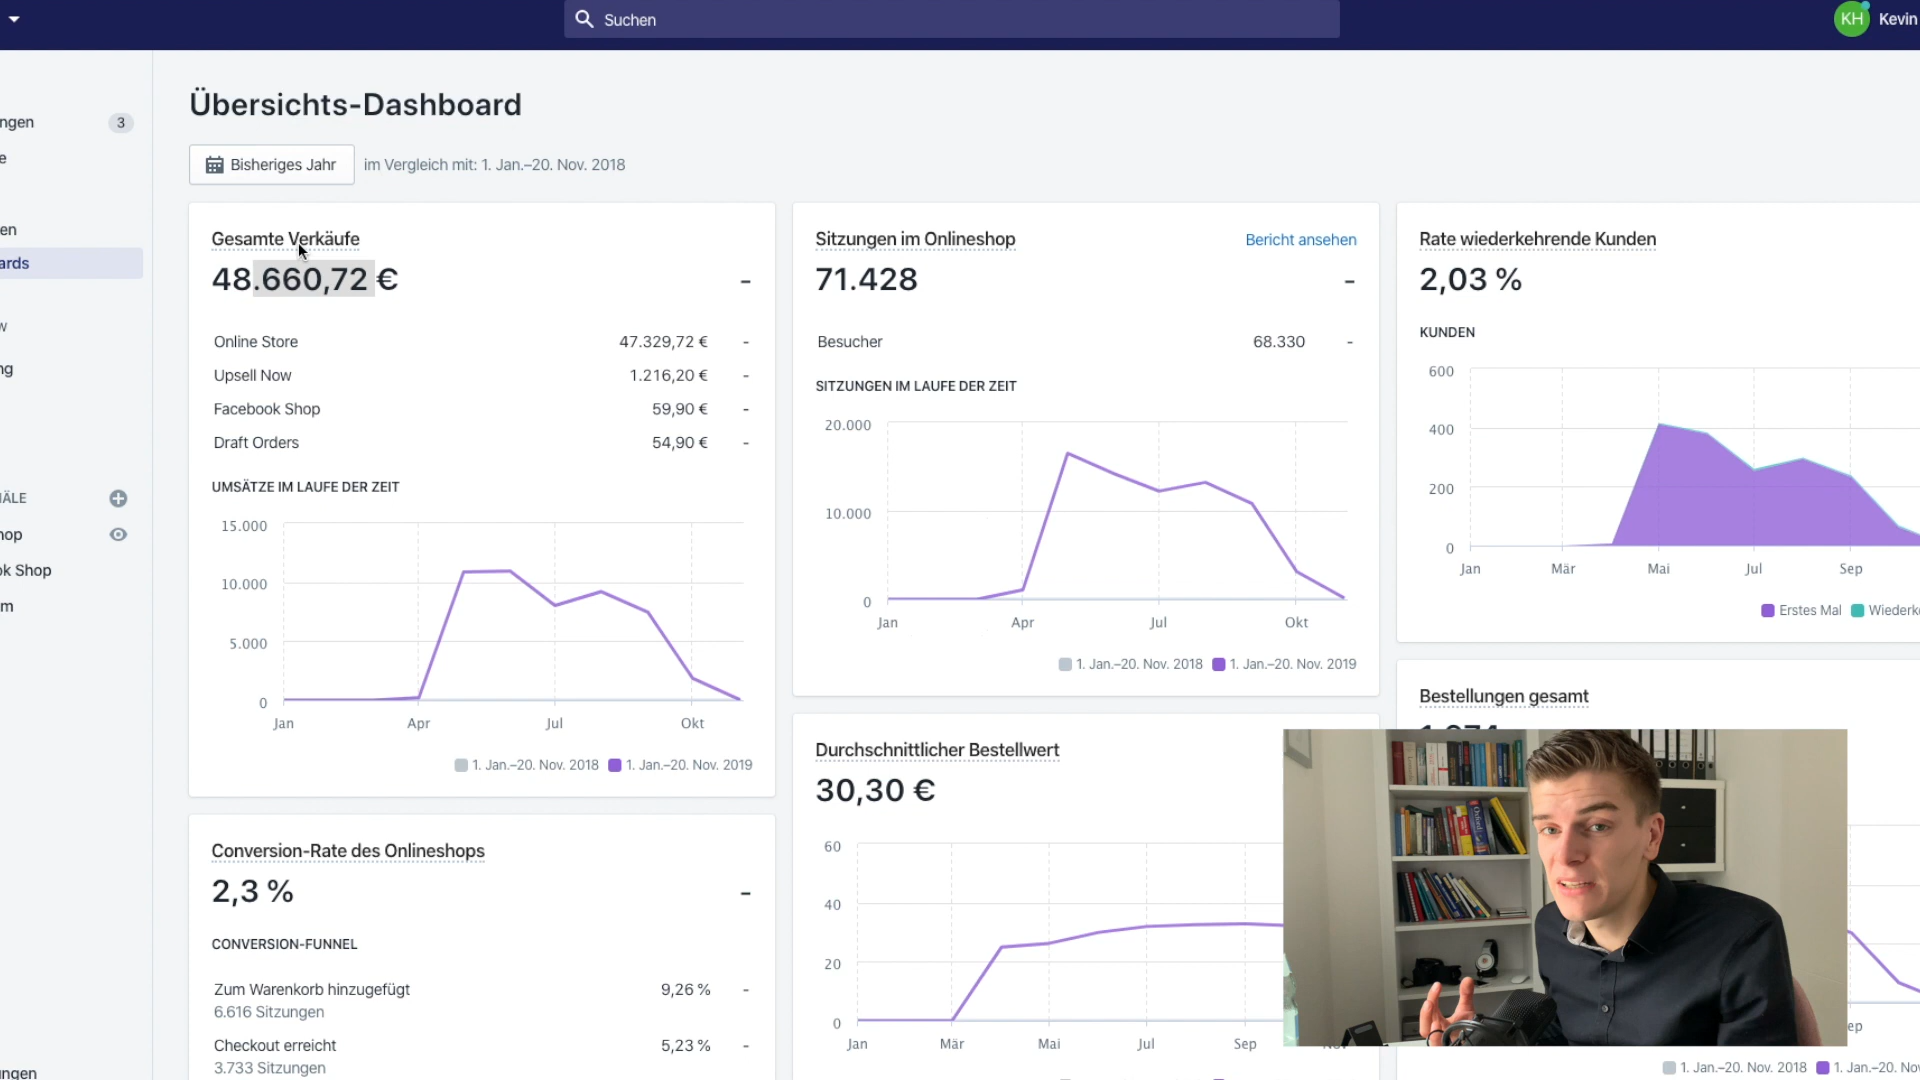 Suchen
KH
Kevin
ngen
3
e
en
ards
w
ng
ÄLE
hop
ok Shop
m
ungen
Übersichts-Dashboard
Bisheriges Jahr
im Vergleich mit: 1. Jan.–20. Nov. 2018
Gesamte Verkäufe
48.660,72 €
-
Online Store 47.329,72 € -
Upsell Now 1.216,20 € -
Facebook Shop 59,90 € -
Draft Orders 54,90 € -
UMSÄTZE IM LAUFE DER ZEIT
15.000
10.000
5.000
0
Jan Apr Jul Okt
1. Jan.–20. Nov. 2018 1. Jan.–20. Nov. 2019
Conversion-Rate des Onlineshops
2,3 %
-
CONVERSION-FUNNEL
Zum Warenkorb hinzugefügt 9,26 % -
6.616 Sitzungen
Checkout erreicht 5,23 % -
3.733 Sitzungen
Sitzungen im Onlineshop
Bericht ansehen
71.428
-
Besucher 68.330 -
SITZUNGEN IM LAUFE DER ZEIT
20.000
10.000
0
Jan Apr Jul Okt
1. Jan.–20. Nov. 2018 1. Jan.–20. Nov. 2019
Durchschnittlicher Bestellwert
30,30 €
60
40
20
0
Jan Mär Mai Jul Sep
Rate wiederkehrende Kunden
2,03 %
KUNDEN
600
400
200
0
Jan Mär Mai Jul Sep
Erstes Mal Wiederk
Bestellungen gesamt
ep
1. Jan.–20. Nov. 2018 1. Jan.–20. Nov
Oxford